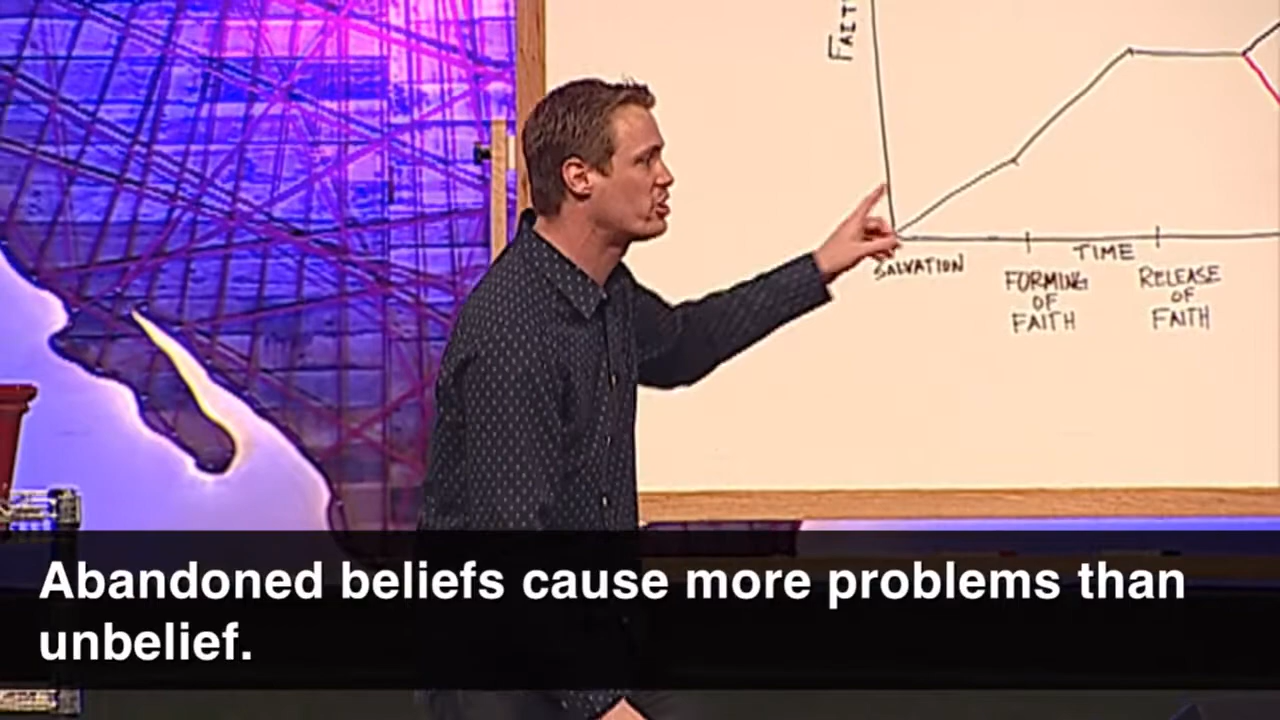 FAIT
SALVATION
TIME
FORMING
OF
FAITH
RELEASE
OF
FAITH
Abandoned beliefs cause more problems than
unbelief.